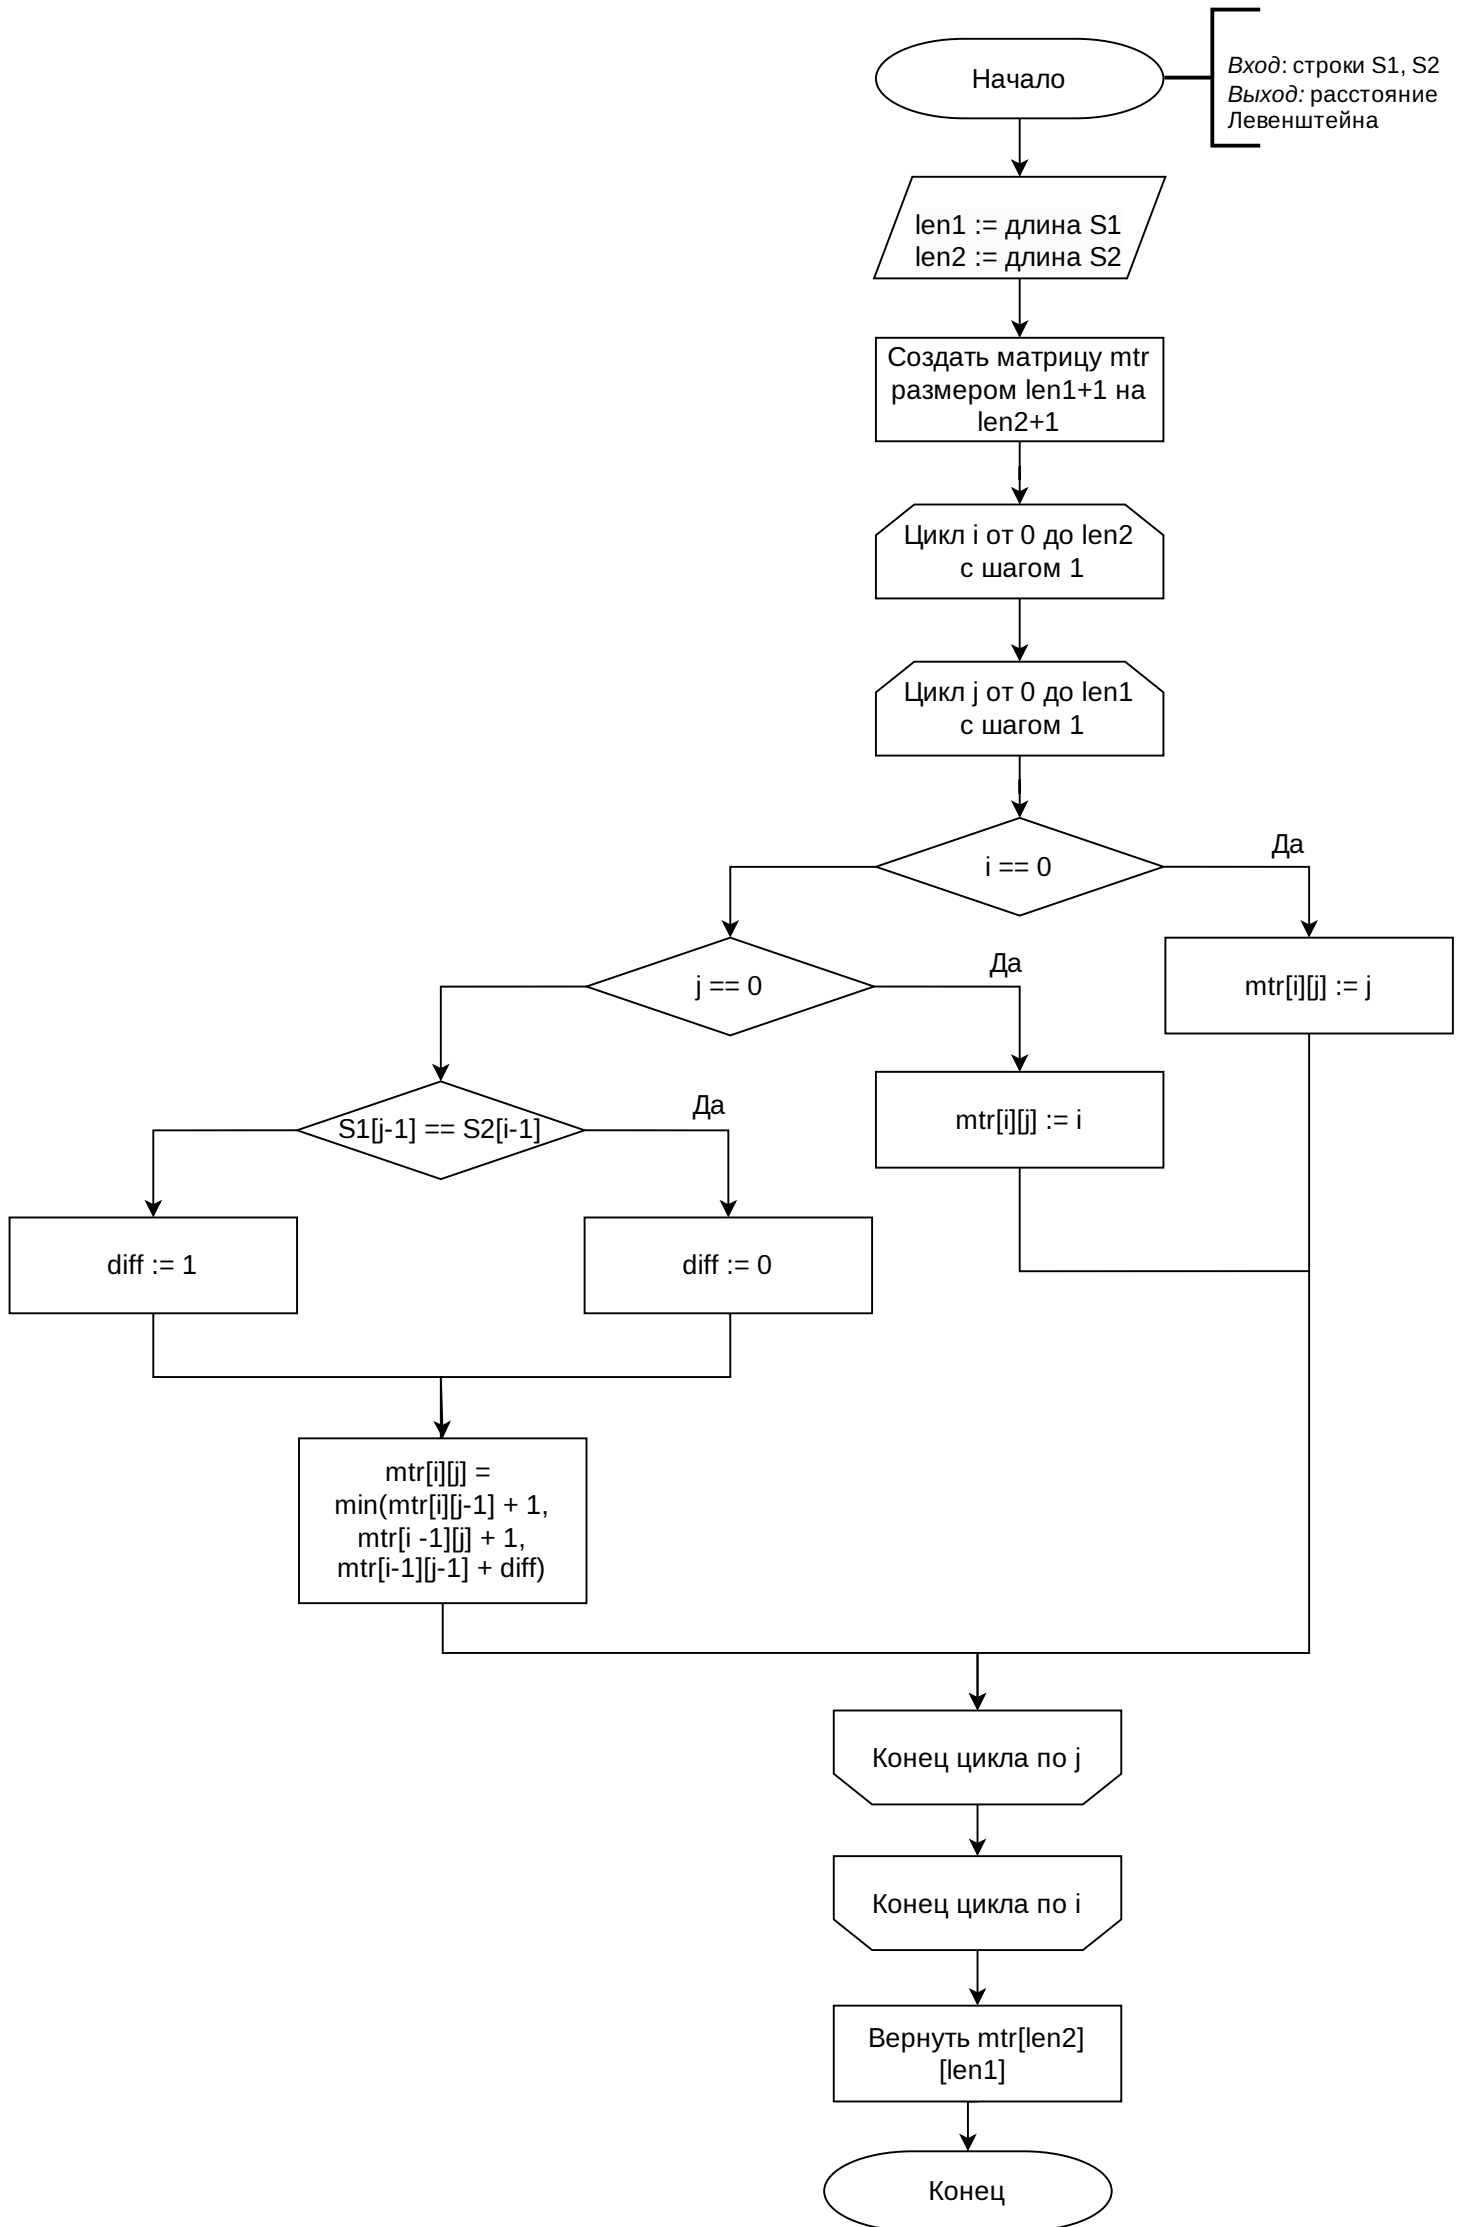 Начало
Вход: строки S1, S2
Выход: расстояние
Левенштейна
len1 := длина S1
len2 := длина S2
Создать матрицу mtr
размером len1+1 на
len2+1
Цикл i от 0 до len2
с шагом 1
Цикл j от 0 до len1
с шагом 1
i == 0
Да
j == 0
Да
mtr[i][j] := j
S1[j-1] == S2[i-1]
Да
mtr[i][j] := i
diff := 1
diff := 0
mtr[i][j] =
min(mtr[i][j-1] + 1,
mtr[i -1][j] + 1,
mtr[i-1][j-1] + diff)
Конец цикла по j
Конец цикла по i
Вернуть mtr[len2]
[len1]
Конец